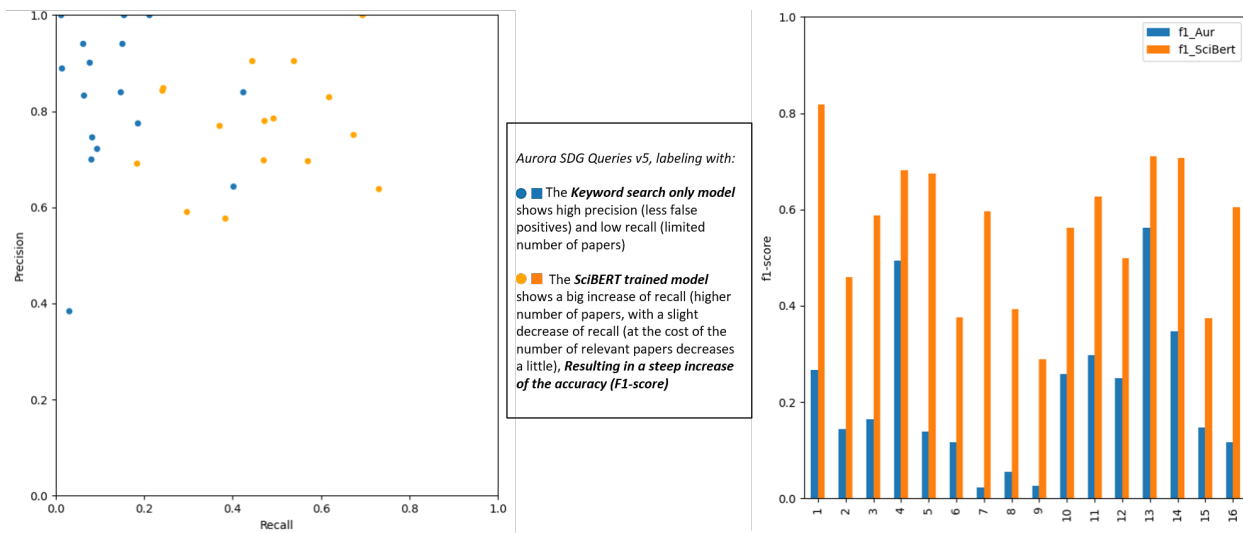 1.0
0.8
0.6
0.4
0.2
0.0
Precision
0.0
0.2
0.4
0.6
0.8
1.0
Recall
Aurora SDG Queries v5, labeling with:
The Keyword search only model
shows high precision (less false
positives) and low recall (limited
number of papers)
The SciBERT trained model
shows a big increase of recall (higher
number of papers, with a slight
decrease of recall (at the cost of the
number of relevant papers decreases
a little), Resulting in a steep increase
of the accuracy (F1-score)
1.0
0.8
0.6
0.4
0.2
0.0
f1-score
f1_Aur
f1_SciBert
1
2
3
4
5
6
7
8
9
10
11
12
13
14
15
16